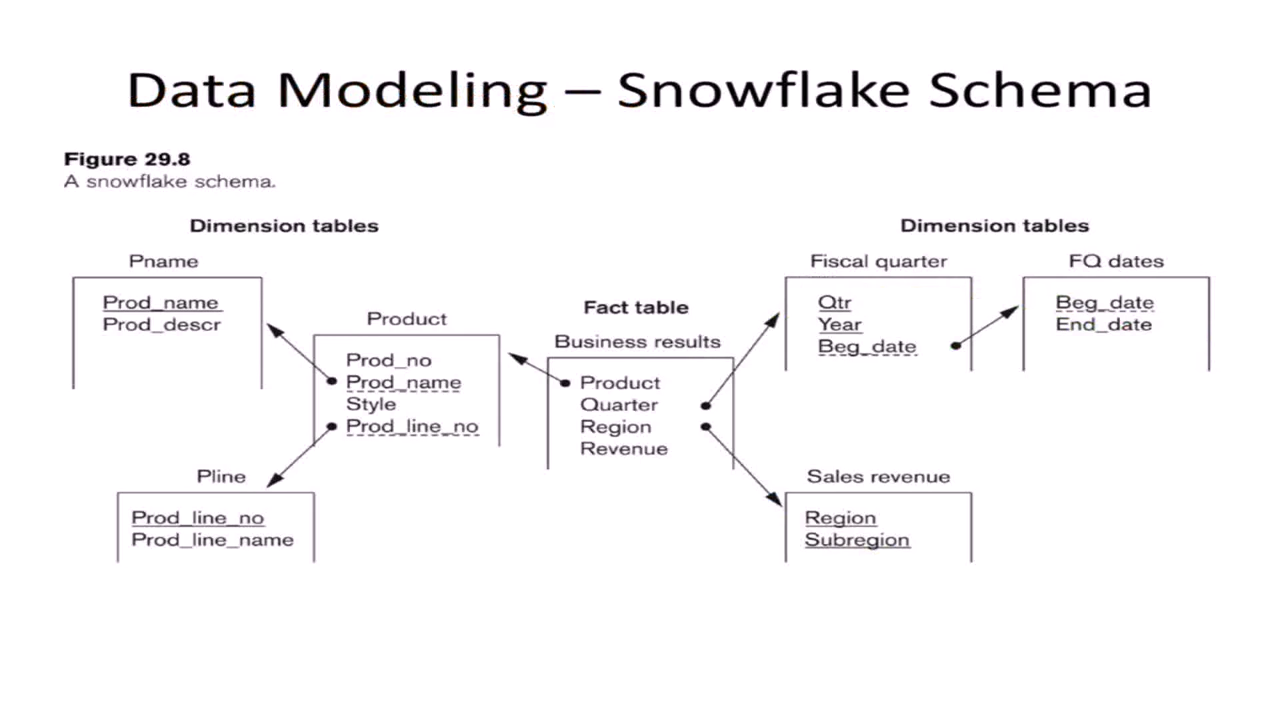 Data Modeling – Snowflake Schema
Figure 29.8
A snowflake schema.
Dimension tables
Pname
Prod_name
Prod_descr
Product
Prod_no
Prod_name
Style
Prod_line_no
Pline
Prod_line_no
Prod_line_name
Fact table
Business results
Product
Quarter
Region
Revenue
Dimension tables
Fiscal quarter
Qtr
Year
Beg_date
FQ dates
Beg_date
End_date
Sales revenue
Region
Subregion